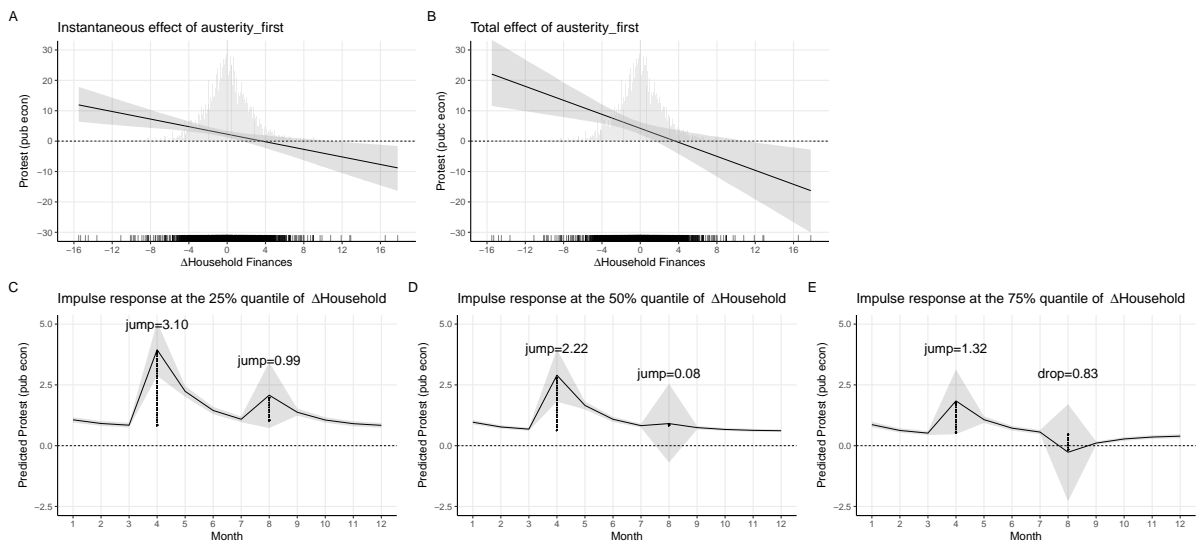 A
Instantaneous effect of austerity_first
Protest (pub econ)
30
20
10
0
−10
−20
−30
−16 −12 −8 −4 0 4 8 12 16
ΔHousehold Finances
B
Total effect of austerity_first
Protest (pubc econ)
30
20
10
0
−10
−20
−30
−16 −12 −8 −4 0 4 8 12 16
ΔHousehold Finances
C
Impulse response at the 25% quantile of ΔHousehold
Predicted Protest (pub econ)
5.0
2.5
0.0
−2.5
jump=3.10
jump=0.99
1 2 3 4 5 6 7 8 9 10 11 12
Month
D
Impulse response at the 50% quantile of ΔHousehold
Predicted Protest (pub econ)
5.0
2.5
0.0
−2.5
jump=2.22
jump=0.08
1 2 3 4 5 6 7 8 9 10 11 12
Month
E
Impulse response at the 75% quantile of ΔHousehold
Predicted Protest (pub econ)
5.0
2.5
0.0
−2.5
jump=1.32
drop=0.83
1 2 3 4 5 6 7 8 9 10 11 12
Month